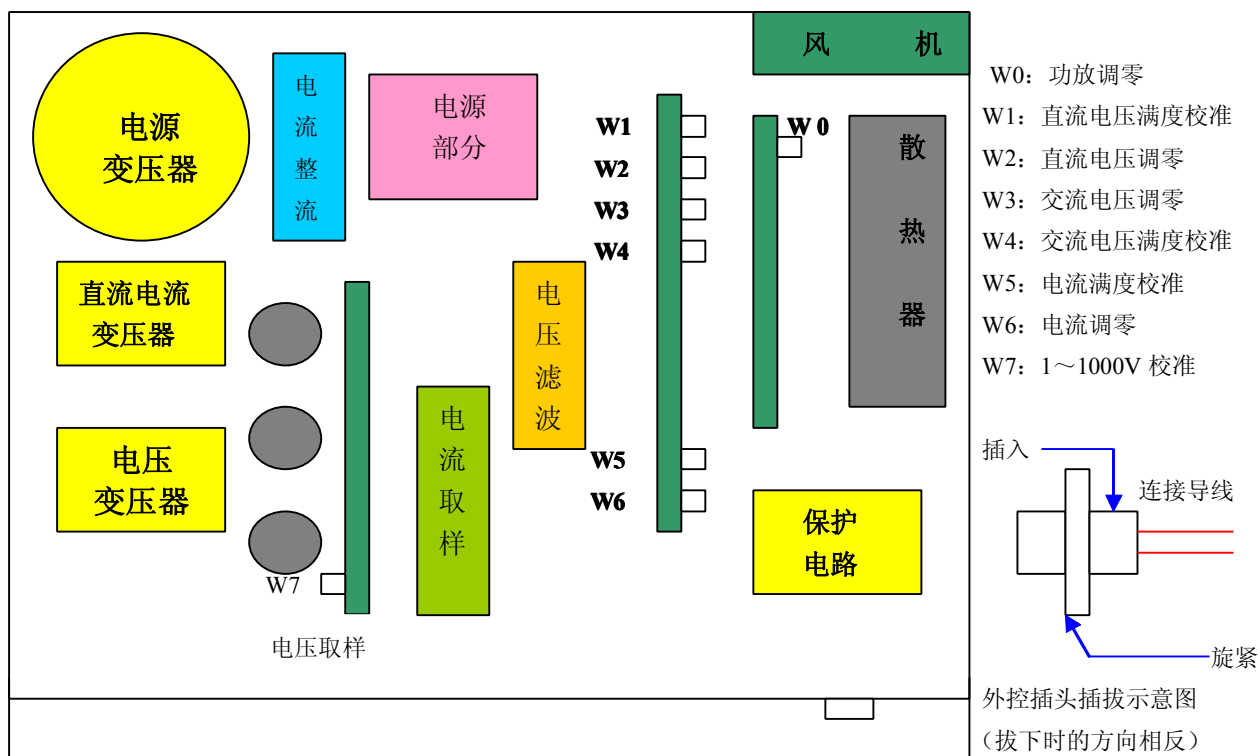 风 机
电源
变压器
电
流
整
流
电源
部分
W1
W2
W3
W4
W 0
散
热
器
直流电流
变压器
电
压
滤
波
电压
变压器
电
流
取
样
W5
W6
保护
电路
W7
电压取样
W0：功放调零
W1：直流电压满度校准
W2：直流电压调零
W3：交流电压调零
W4：交流电压满度校准
W5：电流满度校准
W6：电流调零
W7：1～1000V 校准
插入
连接导线
旋紧
外控插头插拔示意图
（拔下时的方向相反）